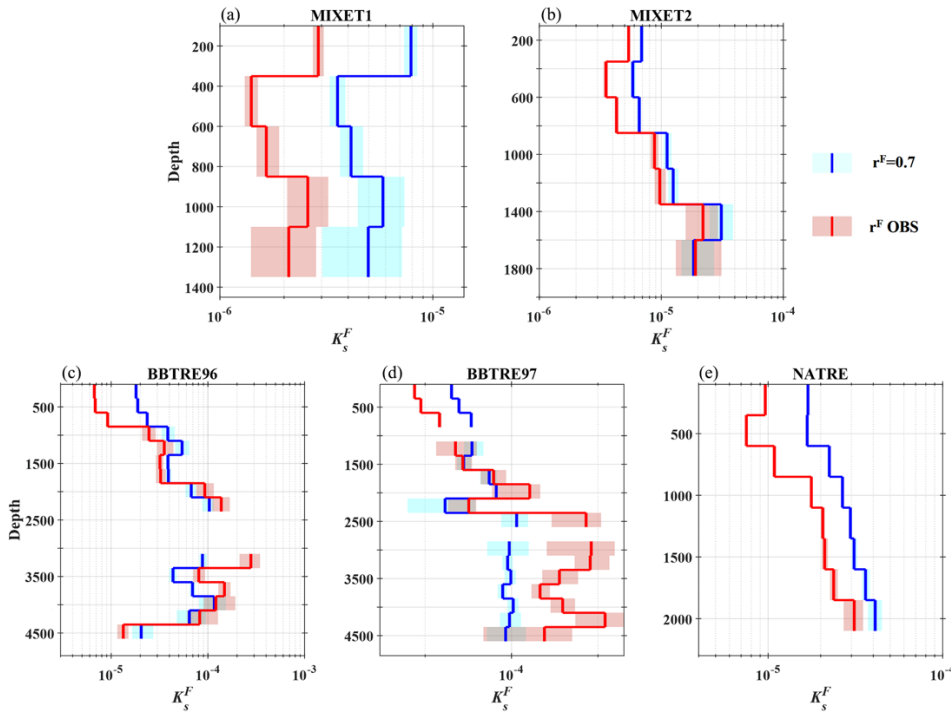 (a) MIXET1
(b) MIXET2
200
400
600
800
1000
1200
1400
Depth
10⁻⁶
10⁻⁵
K_s^F
200
600
1000
1400
1800
10⁻⁶
10⁻⁵
10⁻⁴
K_s^F
r^F=0.7
r^F OBS
(c) BBTRE96
(d) BBTRE97
(e) NATRE
500
1500
2500
3500
4500
Depth
10⁻⁵
10⁻⁴
10⁻³
K_s^F
500
1500
2500
3500
4500
10⁻⁴
K_s^F
500
1000
1500
2000
10⁻⁵
10⁻⁴
K_s^F